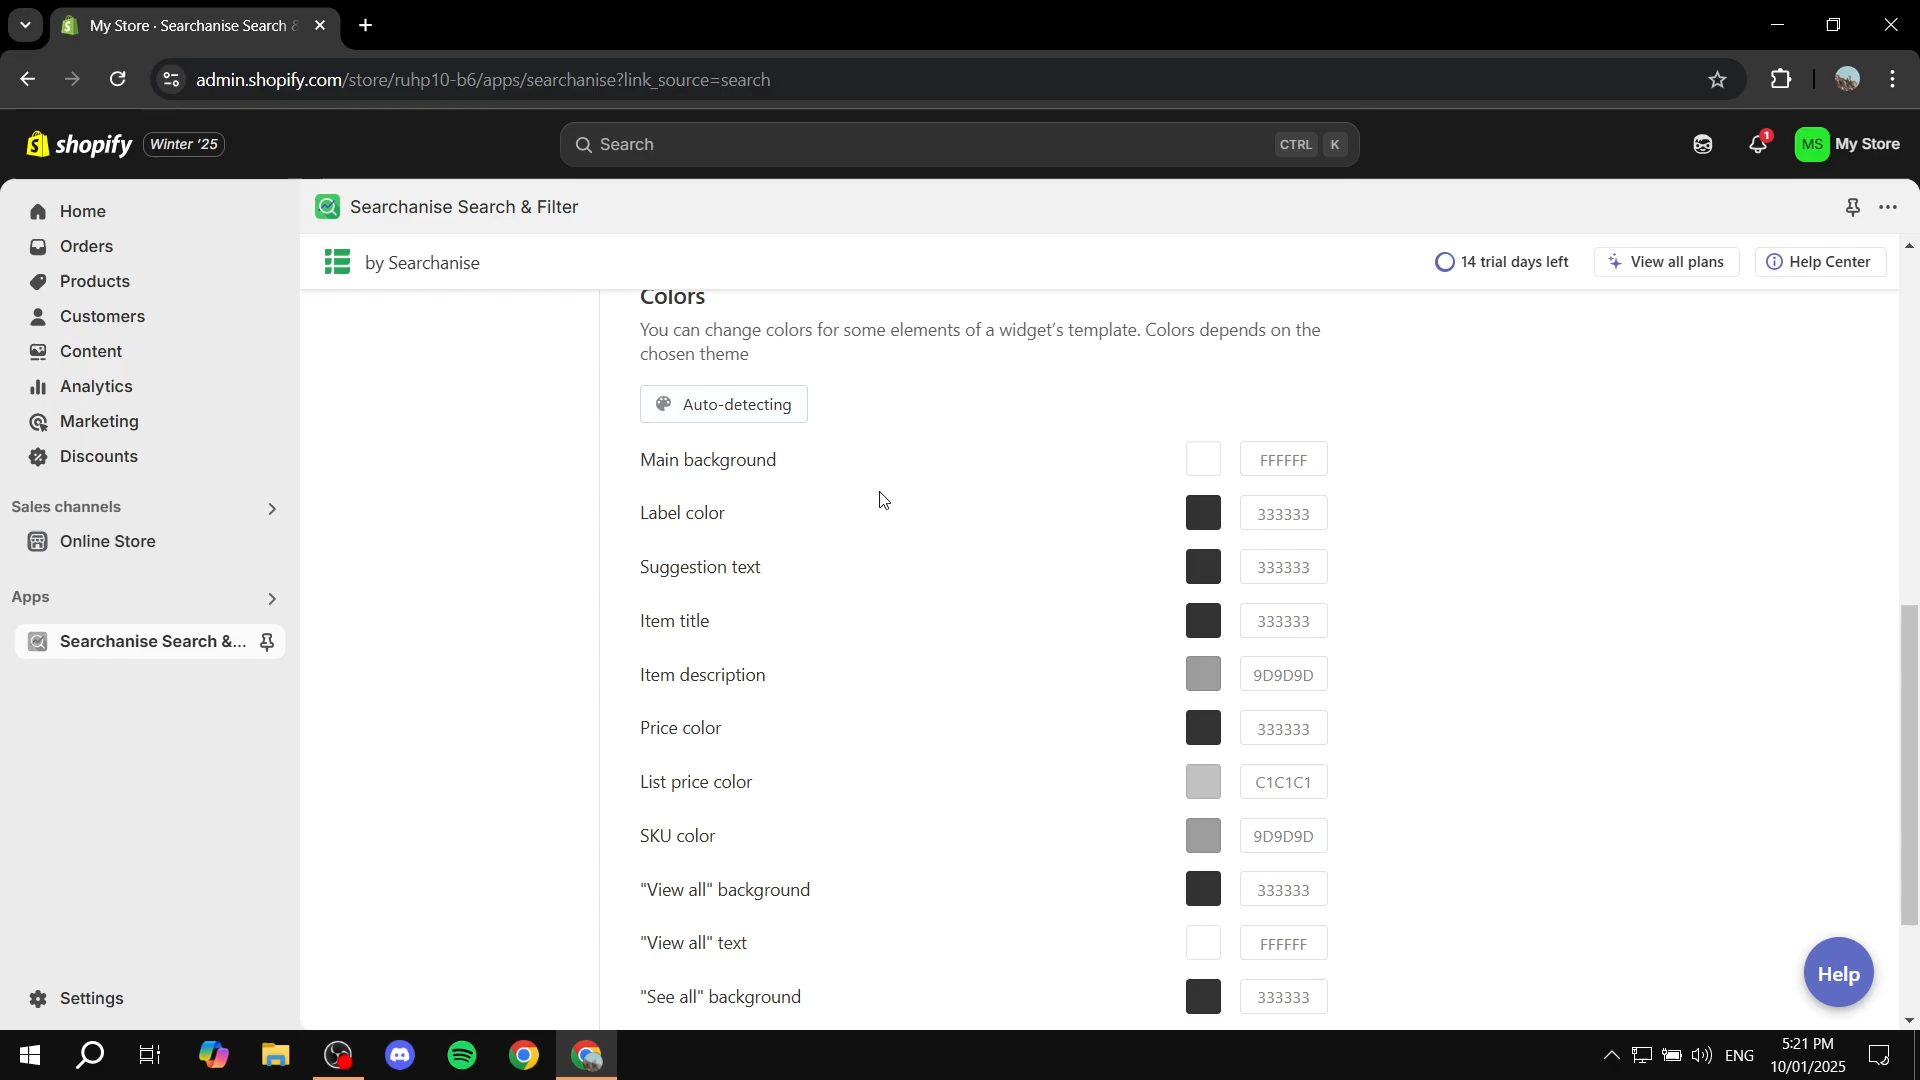 My Store · Searchanise Search &
admin.shopify.com/store/ruhp10-b6/apps/searchanise?link_source=search
shopify
Winter '25
Search
CTRL
K
1
MS
My Store
Home
Orders
Products
Customers
Content
Analytics
Marketing
Discounts
Sales channels
Online Store
Apps
Searchanise Search &...
Settings
Searchanise Search & Filter
by Searchanise
14 trial days left
View all plans
Help Center
Colors
You can change colors for some elements of a widget's template. Colors depends on the
chosen theme
Auto-detecting
Main background
FFFFFF
Label color
333333
Suggestion text
333333
Item title
333333
Item description
9D9D9D
Price color
333333
List price color
C1C1C1
SKU color
9D9D9D
"View all" background
333333
"View all" text
FFFFFF
"See all" background
333333
Help
ENG
5:21 PM
10/01/2025